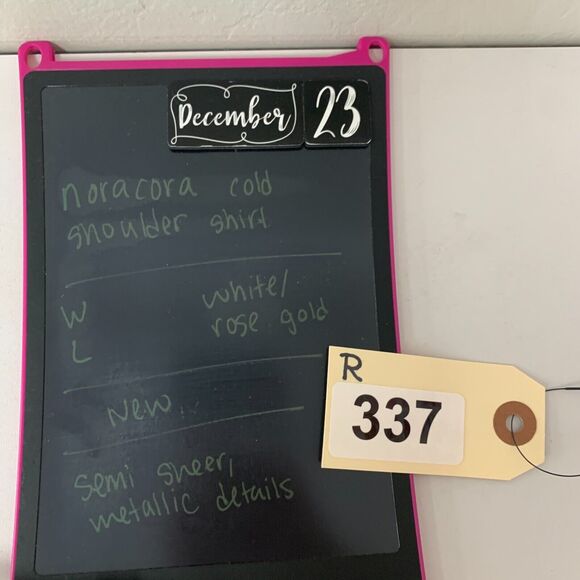 December 23
noracora cold
shoulder shirt
W white/
L rose gold
New
semi sheer,
metallic details
R
337